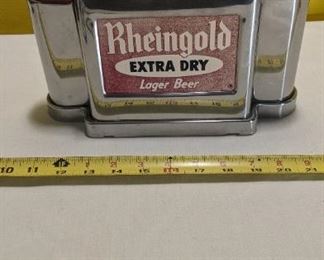 Rheingold
EXTRA DRY
Lager Beer
10 11 12 13 14 15 16 17 18 19 20 21